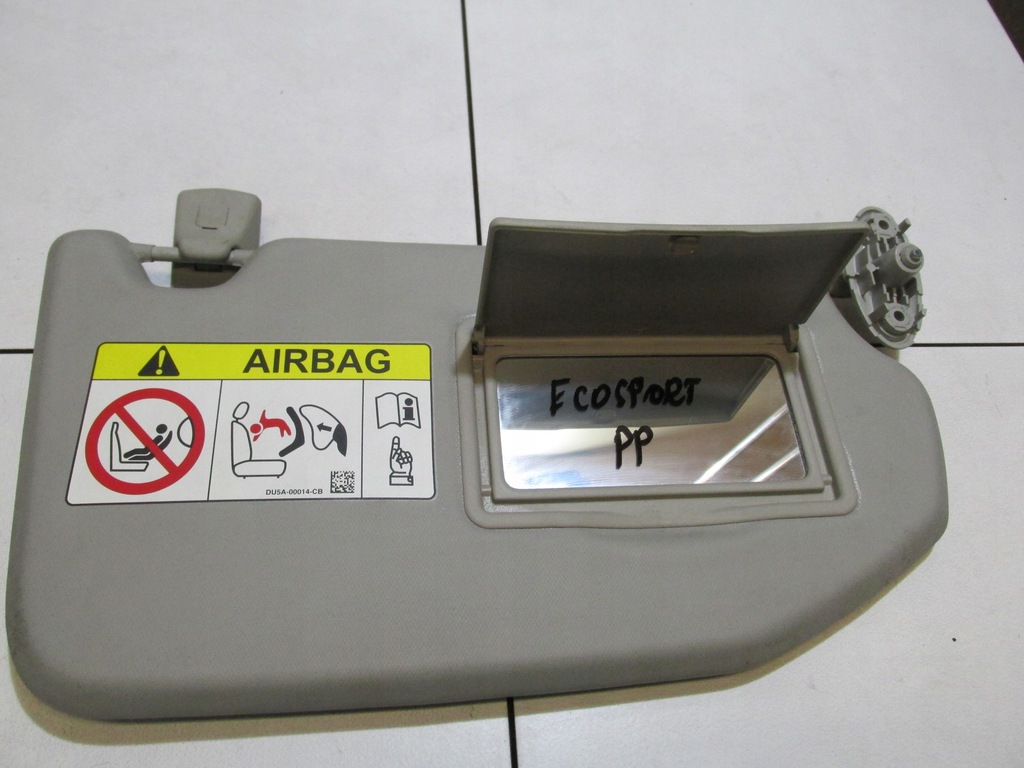 AIRBAG
DU5A-00014-CB
ECOSPORT
PP